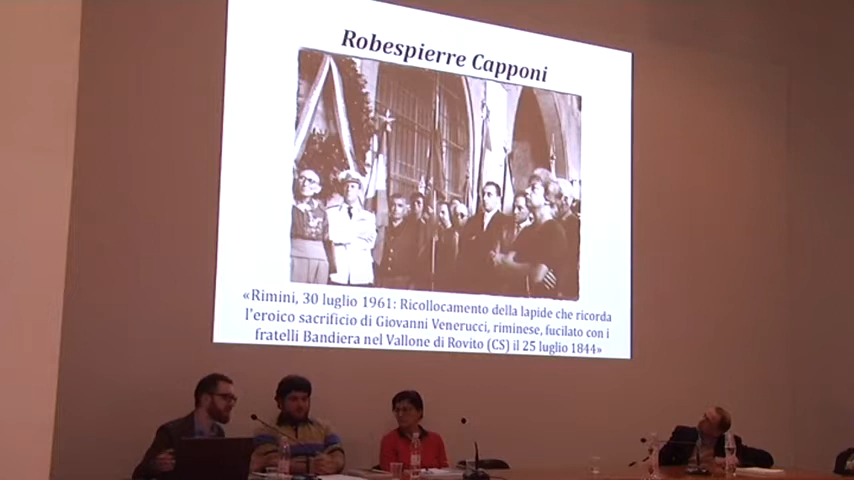 Robespierre Capponi
«Rimini, 30 luglio 1961: Ricollocamento della lapide che ricorda
l'eroico sacrificio di Giovanni Venerucci, riminese, fucilato con i
fratelli Bandiera nel Vallone di Rovito (CS) il 25 luglio 1844»